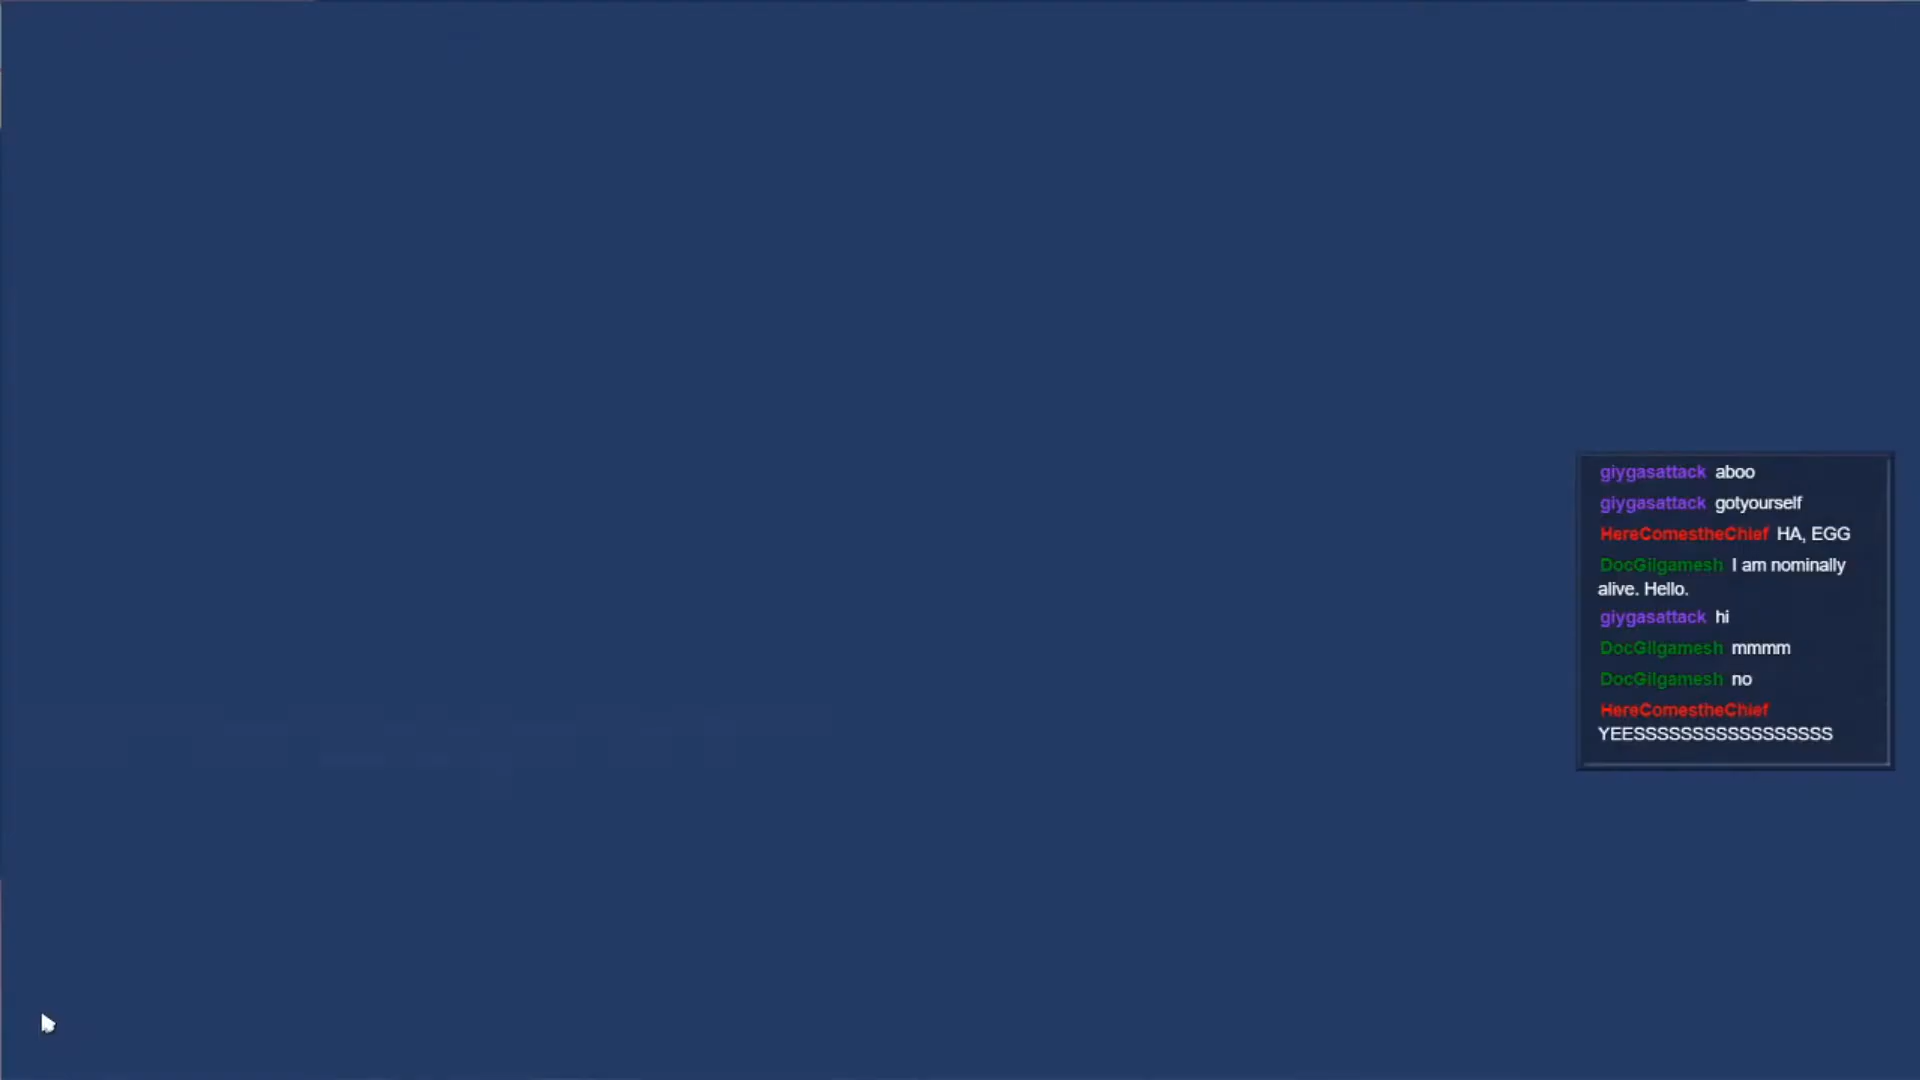 giygasattack aboo
giygasattack gotyourself
HereComestheChief HA, EGG
DocGilgamesh I am nominally
alive. Hello.
giygasattack hi
DocGilgamesh mmmm
DocGilgamesh no
HereComestheChief
YEESSSSSSSSSSSSSSSSS